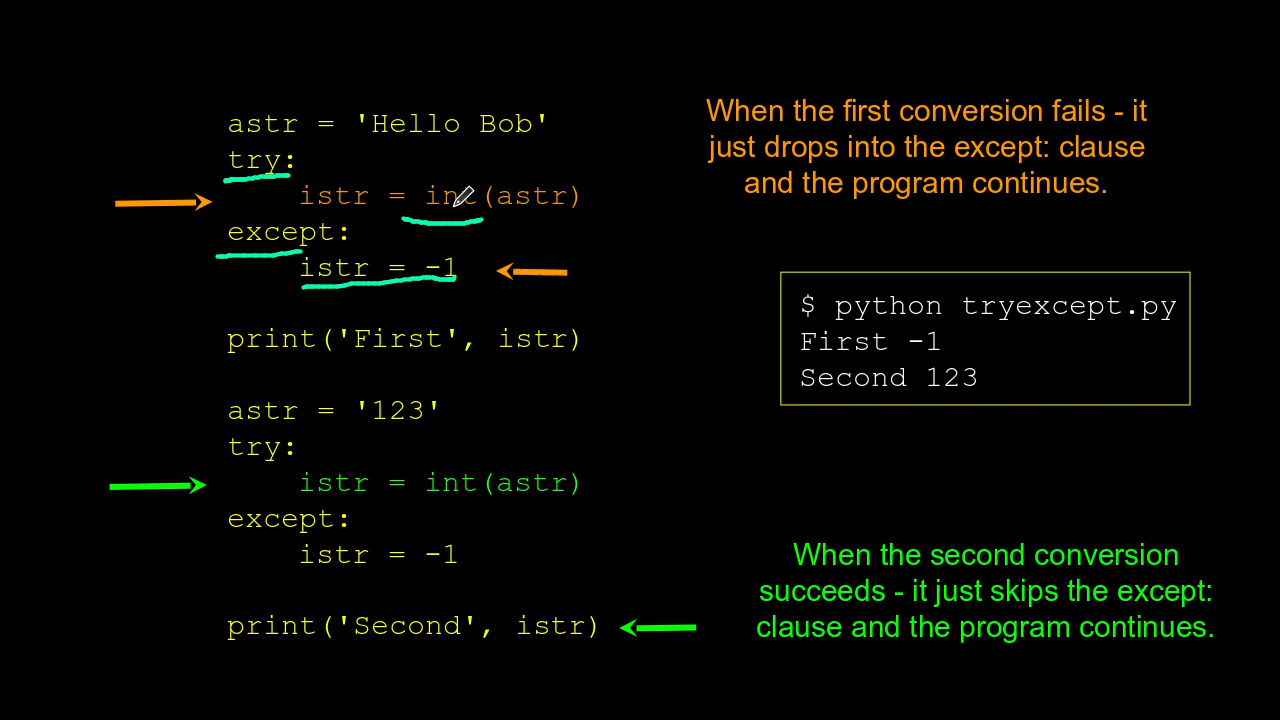 astr = 'Hello Bob'
try:
    istr = int(astr)
except:
    istr = -1
print('First', istr)
astr = '123'
try:
    istr = int(astr)
except:
    istr = -1
print('Second', istr)
When the first conversion fails - it
just drops into the except: clause
and the program continues.
$ python tryexcept.py
First -1
Second 123
When the second conversion
succeeds - it just skips the except:
clause and the program continues.